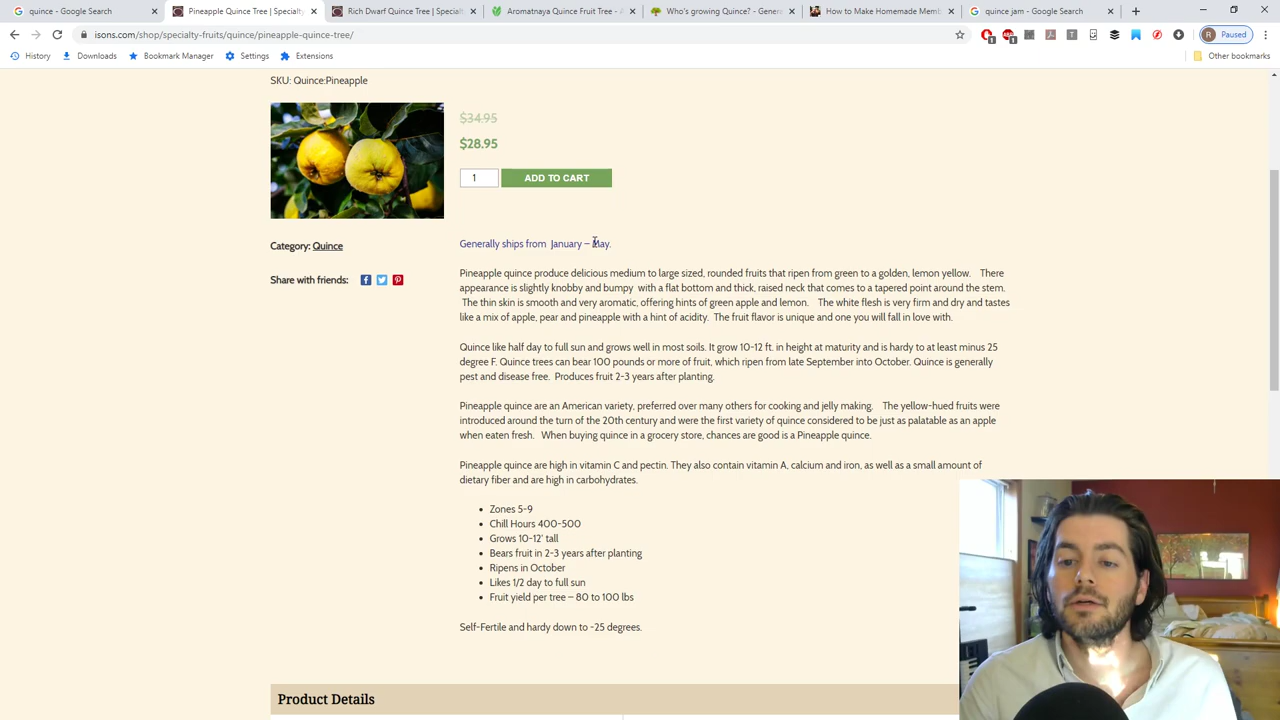 quince - Google Search
Pineapple Quince Tree | Specialty
Rich Dwarf Quince Tree | Special
Aromatnaya Quince Fruit Tree - A
Who's growing Quince? - Genera
How to Make Homemade Memb
quince jam - Google Search
isons.com/shop/specialty-fruits/quince/pineapple-quince-tree/
Paused
History
Downloads
Bookmark Manager
Settings
Extensions
Other bookmarks
SKU: Quince:Pineapple
$34.95
$28.95
1
ADD TO CART
Generally ships from January – May.
Category: Quince
Share with friends:
Pineapple quince produce delicious medium to large sized, rounded fruits that ripen from green to a golden, lemon yellow. There
appearance is slightly knobby and bumpy with a flat bottom and thick, raised neck that comes to a tapered point around the stem.
The thin skin is smooth and very aromatic, offering hints of green apple and lemon. The white flesh is very firm and dry and tastes
like a mix of apple, pear and pineapple with a hint of acidity. The fruit flavor is unique and one you will fall in love with.
Quince like half day to full sun and grows well in most soils. It grow 10-12 ft. in height at maturity and is hardy to at least minus 25
degree F. Quince trees can bear 100 pounds or more of fruit, which ripen from late September into October. Quince is generally
pest and disease free. Produces fruit 2-3 years after planting.
Pineapple quince are an American variety, preferred over many others for cooking and jelly making. The yellow-hued fruits were
introduced around the turn of the 20th century and were the first variety of quince considered to be just as palatable as an apple
when eaten fresh. When buying quince in a grocery store, chances are good is a Pineapple quince.
Pineapple quince are high in vitamin C and pectin. They also contain vitamin A, calcium and iron, as well as a small amount of
dietary fiber and are high in carbohydrates.
Zones 5-9
Chill Hours 400-500
Grows 10-12' tall
Bears fruit in 2-3 years after planting
Ripens in October
Likes 1/2 day to full sun
Fruit yield per tree – 80 to 100 lbs
Self-Fertile and hardy down to -25 degrees.
Product Details